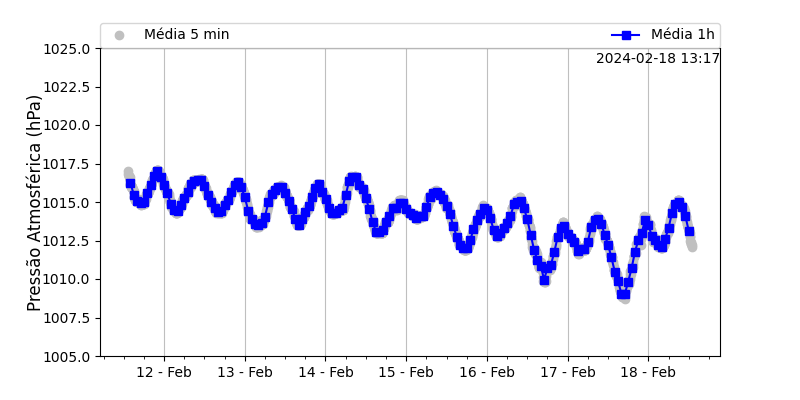 Média 5 min
Média 1h
2024-02-18 13:17
Pressão Atmosférica (hPa)
1025.0
1022.5
1020.0
1017.5
1015.0
1012.5
1010.0
1007.5
1005.0
12 - Feb
13 - Feb
14 - Feb
15 - Feb
16 - Feb
17 - Feb
18 - Feb